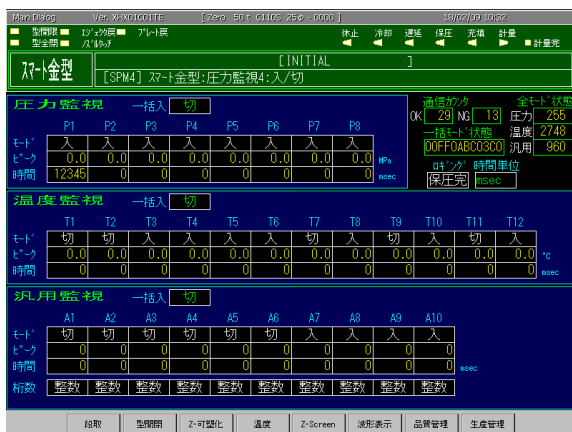 Main Dialog Ver. XHX01G01TE [Zero 50 t C110S 25Φ - 0000 ] 18/02/09 10:32
型開限 ｴｼﾞｪｸﾀ戻 ﾌﾟﾚｰﾄ戻 休止 冷却 遅延 保圧 充填 計量
型全閉 ﾉｽﾞﾙﾀｯﾁ 計量完
ｽﾏｰﾄ金型 [INITIAL ]
[SPM4] ｽﾏｰﾄ金型:圧力監視4:入/切
圧力監視 一括入 切
P1 P2 P3 P4 P5 P6 P7 P8
ﾓｰﾄﾞ 入 入 入 入 入 入 入 入
ﾋﾟｰｸ 0.0 0.0 0.0 0.0 0.0 0.0 0.0 0.0 MPa
時間 12345 0 0 0 0 0 0 0 msec
通信ｶｳﾝﾀ 全ﾓｰﾄﾞ状態
OK 29 NG 13 圧力 255
一括ﾓｰﾄﾞ状態 温度 2748
00FF0ABC03C0 汎用 960
ﾛｷﾞﾝｸﾞ 時間単位
保圧完 msec
温度監視 一括入 切
T1 T2 T3 T4 T5 T6 T7 T8 T9 T10 T11 T12
ﾓｰﾄﾞ 切 切 入 入 入 入 切 入 切 入 切 入
ﾋﾟｰｸ 0.0 0.0 0.0 0.0 0.0 0.0 0.0 0.0 0.0 0.0 0.0 0.0 °C
時間 0 0 0 0 0 0 0 0 0 0 0 0 msec
汎用監視 一括入 切
A1 A2 A3 A4 A5 A6 A7 A8 A9 A10
ﾓｰﾄﾞ 切 切 切 切 切 切 入 入 入 入
ﾋﾟｰｸ 0 0 0 0 0 0 0 0 0 0
時間 0 0 0 0 0 0 0 0 0 0 msec
桁数 整数 整数 整数 整数 整数 整数 整数 整数 整数 整数
段取 型開閉 Z-可塑化 温度 Z-Screen 波形表示 品質管理 生産管理